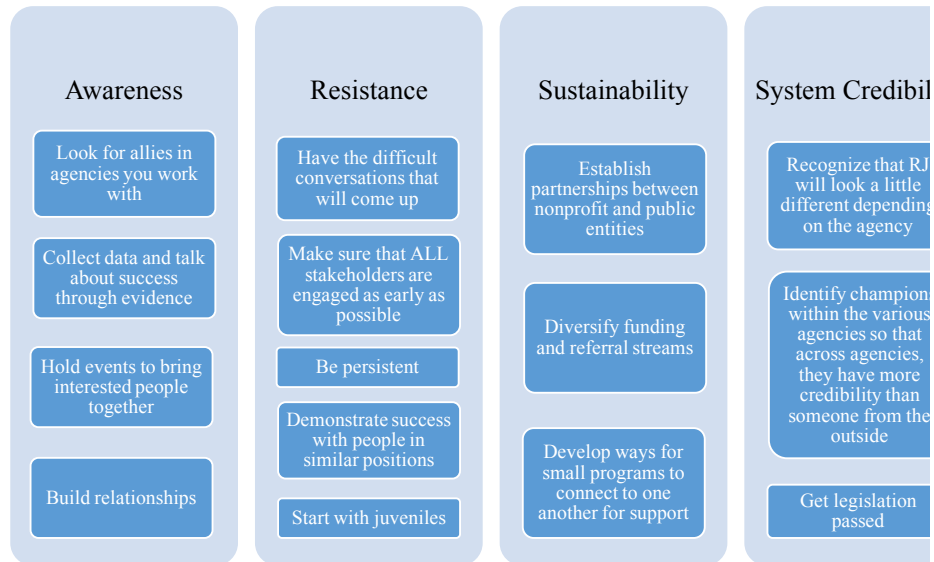 Awareness
Look for allies in
agencies you work
with
Collect data and talk
about success
through evidence
Hold events to bring
interested people
together
Build relationships
Resistance
Have the difficult
conversations that
will come up
Make sure that ALL
stakeholders are
engaged as early as
possible
Be persistent
Demonstrate success
with people in
similar positions
Start with juveniles
Sustainability
Establish
partnerships between
nonprofit and public
entities
Diversify funding
and referral streams
Develop ways for
small programs to
connect to one
another for support
System
Recognize that RJ
will look a little
different depending
on the agency
Identify champions
within the various
agencies so that
across agencies,
they have more
credibility than
someone from the
outside
Get legislation
passed